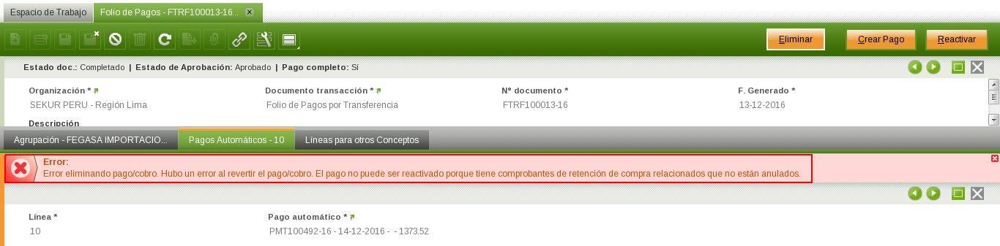 Espacio de Trabajo Folio de Pagos - FTRF100013-16...
Eliminar Crear Pago Reactivar
Estado doc.: Completado | Estado de Aprobación: Aprobado | Pago completo: Sí
Organización * Documento transacción * Nº documento * F. Generado *
SEKUR PERU - Región Lima Folio de Pagos por Transferencia FTRF100013-16 13-12-2016
Descripción
Agrupación - FEGASA IMPORTACIO... Pagos Automáticos - 10 Líneas para otros Conceptos
Error:
Error eliminando pago/cobro. Hubo un error al revertir el pago/cobro. El pago no puede ser reactivado porque tiene comprobantes de retención de compra relacionados que no están anulados.
Línea * Pago automático *
10 PMT100492-16 - 14-12-2016 - - 1373.52